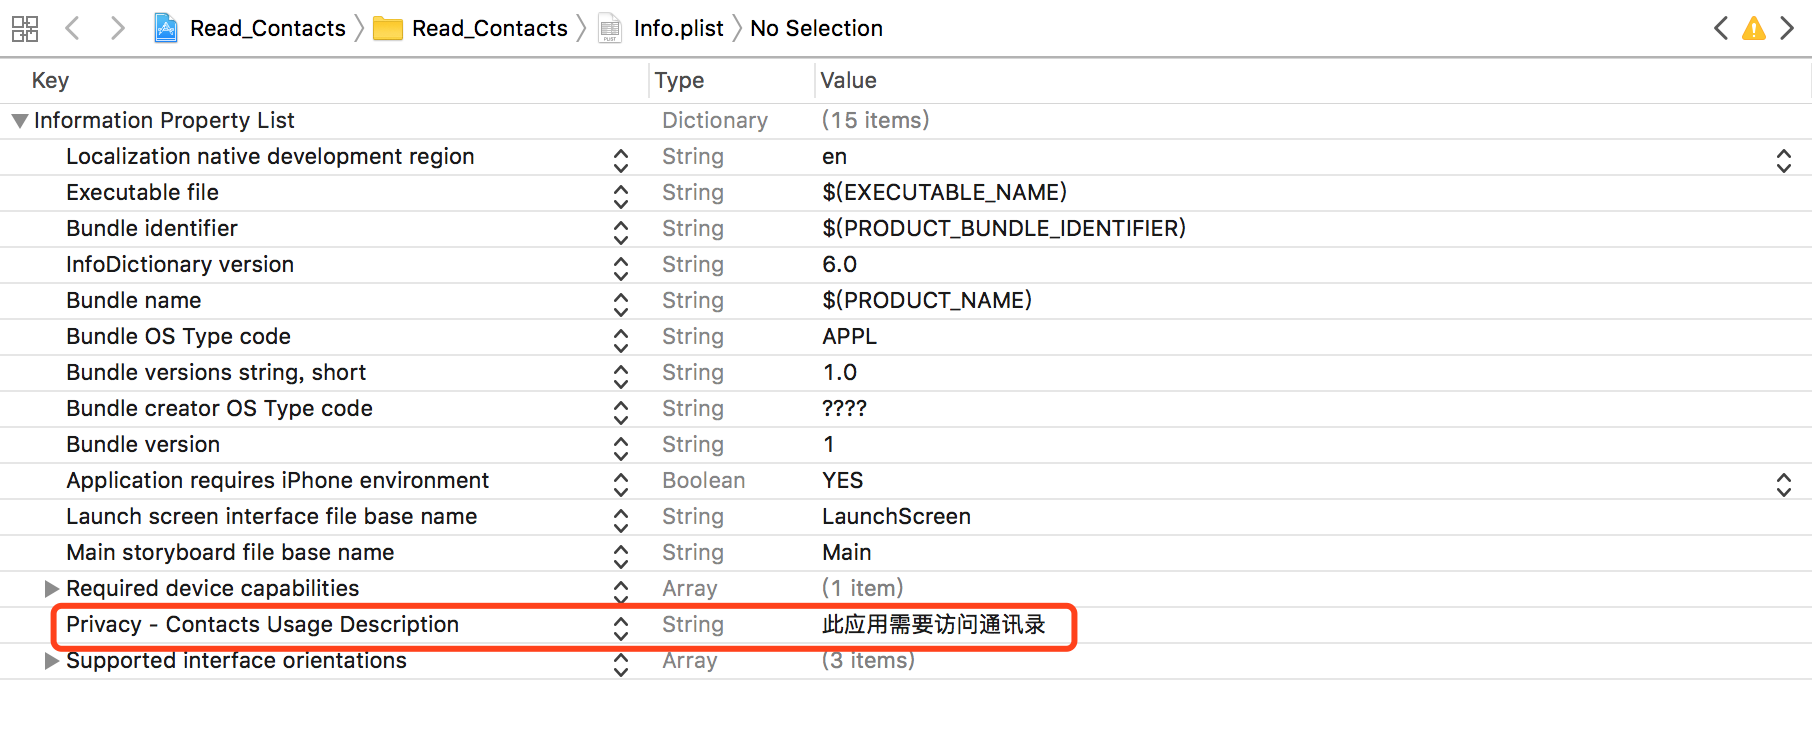 Read_Contacts Read_Contacts Info.plist No Selection
Key Type Value
Information Property List Dictionary (15 items)
Localization native development region String en
Executable file String $(EXECUTABLE_NAME)
Bundle identifier String $(PRODUCT_BUNDLE_IDENTIFIER)
InfoDictionary version String 6.0
Bundle name String $(PRODUCT_NAME)
Bundle OS Type code String APPL
Bundle versions string, short String 1.0
Bundle creator OS Type code String ????
Bundle version String 1
Application requires iPhone environment Boolean YES
Launch screen interface file base name String LaunchScreen
Main storyboard file base name String Main
Required device capabilities Array (1 item)
Privacy - Contacts Usage Description String 此应用需要访问通讯录
Supported interface orientations Array (3 items)